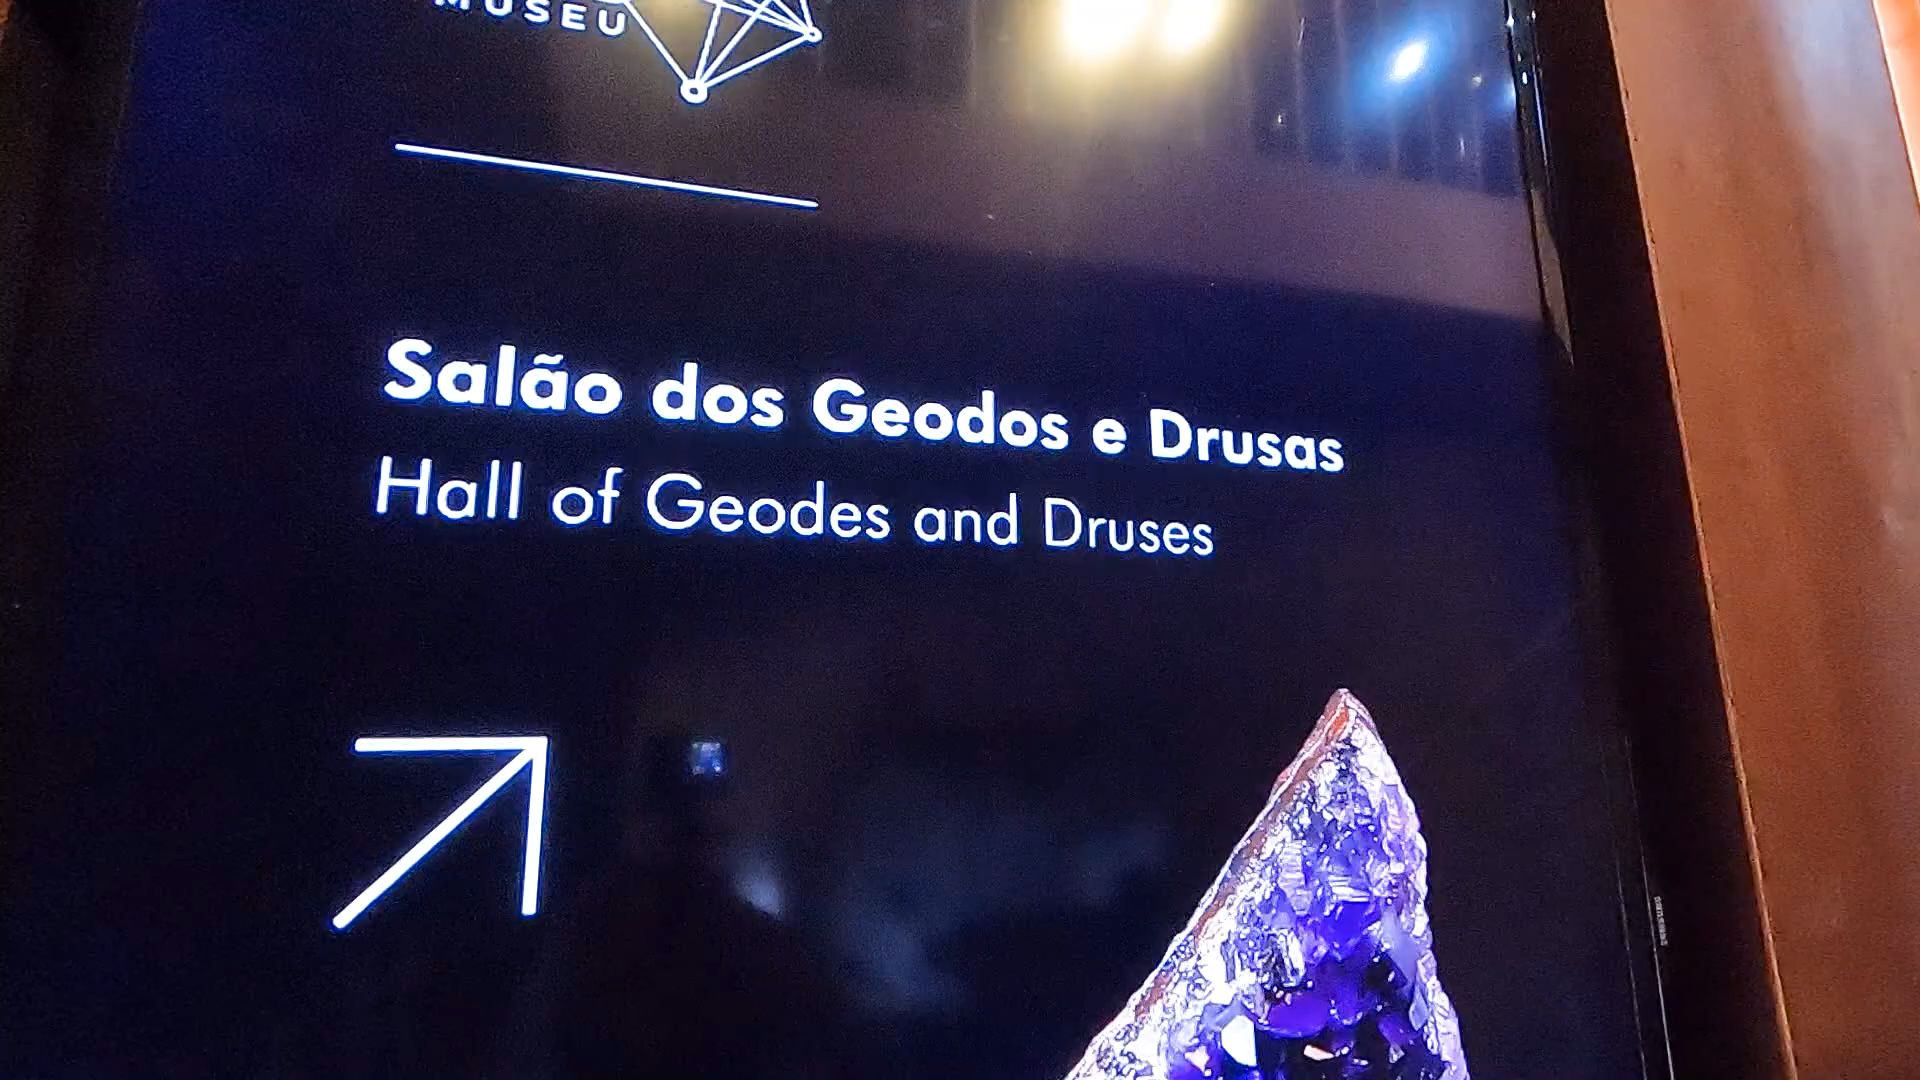 MUSEU
Salão dos Geodos e Drusas
Hall of Geodes and Druses